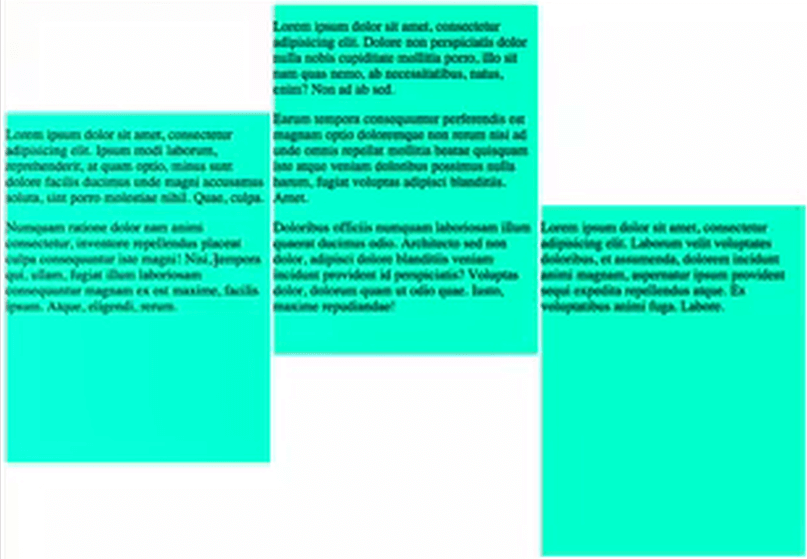 Lorem ipsum dolor sit amet, consectetur
adipisicing elit. Ipsum modi laborum,
reprehenderit, at quam optio, minus sunt
dolore facilis ducimus unde magni accusamus
soluta, sint porro molestiae nihil. Quae, culpa.
Numquam ratione dolor nam animi
consectetur, inventore repellendus placeat
culpa consequuntur iste magni! Nisi, tempora
qui, ullam, fugiat illum laboriosam
consequuntur magnam ex est maxime, facilis
ipsam. Atque, eligendi, rerum.
Lorem ipsum dolor sit amet, consectetur
adipisicing elit. Dolore non perspiciatis dolor
nulla nobis cupiditate mollitia porro, illo sit
nam quas nemo, ab necessitatibus, natus,
enim? Non ad ab sed.
Earum tempora consequuntur perferendis est
magnam optio doloremque non rerum nisi ad
unde omnis repellat mollitia beatae quisquam
iste atque veniam doloribus possimus nulla
harum, fugiat voluptas adipisci blanditiis.
Amet.
Doloribus officiis numquam laboriosam illum
quaerat ducimus odio. Architecto sed non
dolor, adipisci dolore blanditiis veniam
incidunt provident id perspiciatis? Voluptas
dolor, dolorum quam ut odio quae. Iusto,
maxime repudiandae!
Lorem ipsum dolor sit amet, consectetur
adipisicing elit. Laborum velit voluptates
doloribus, et assumenda, dolorem incidunt
animi magnam, aspernatur ipsum provident
sequi expedita repellendus atque. Ex
voluptatibus animi fuga. Labore.